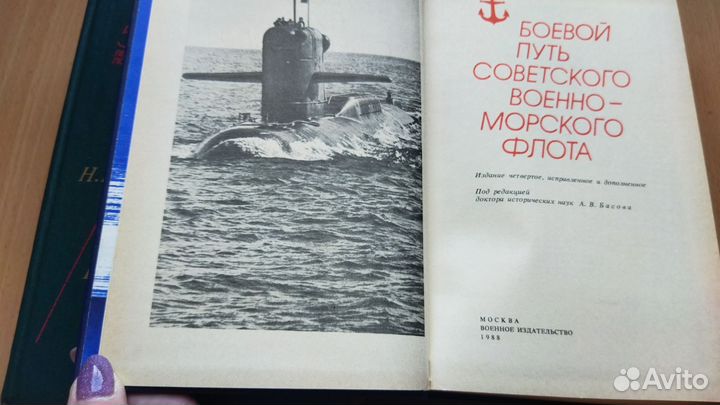 БОЕВОЙ
ПУТЬ
СОВЕТСКОГО
ВОЕННО—
МОРСКОГО
ФЛОТА
Издание четвертое, исправленное и дополненное
Под редакцией
доктора исторических наук А. В. Басова
МОСКВА
ВОЕННОЕ ИЗДАТЕЛЬСТВО
1988
Avito